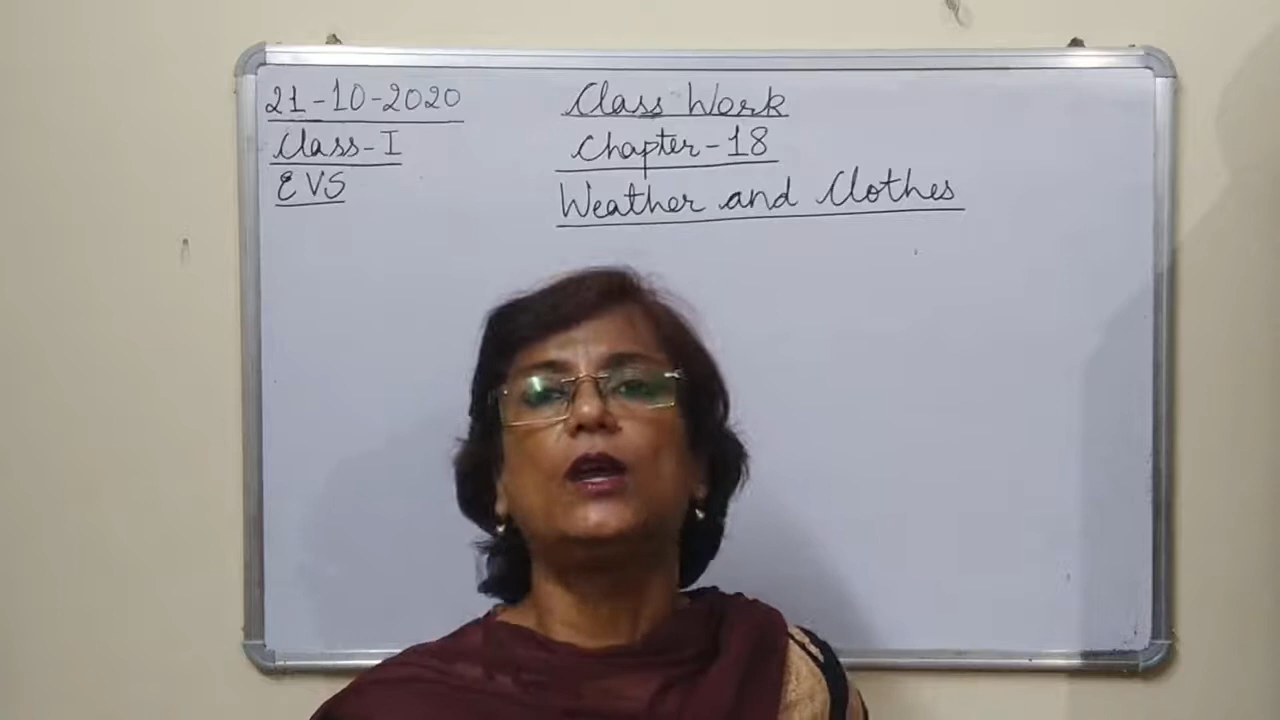 21-10-2020
Class-I
EVS
Class Work
Chapter-18
Weather and Clothes